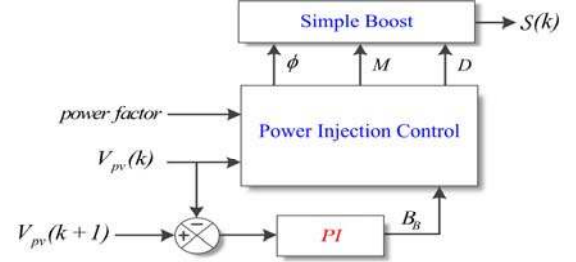 Simple Boost
S(k)
ϕ
M
D
power factor
Power Injection Control
V_pv(k)
V_pv(k+1)
−
+
PI
B_B